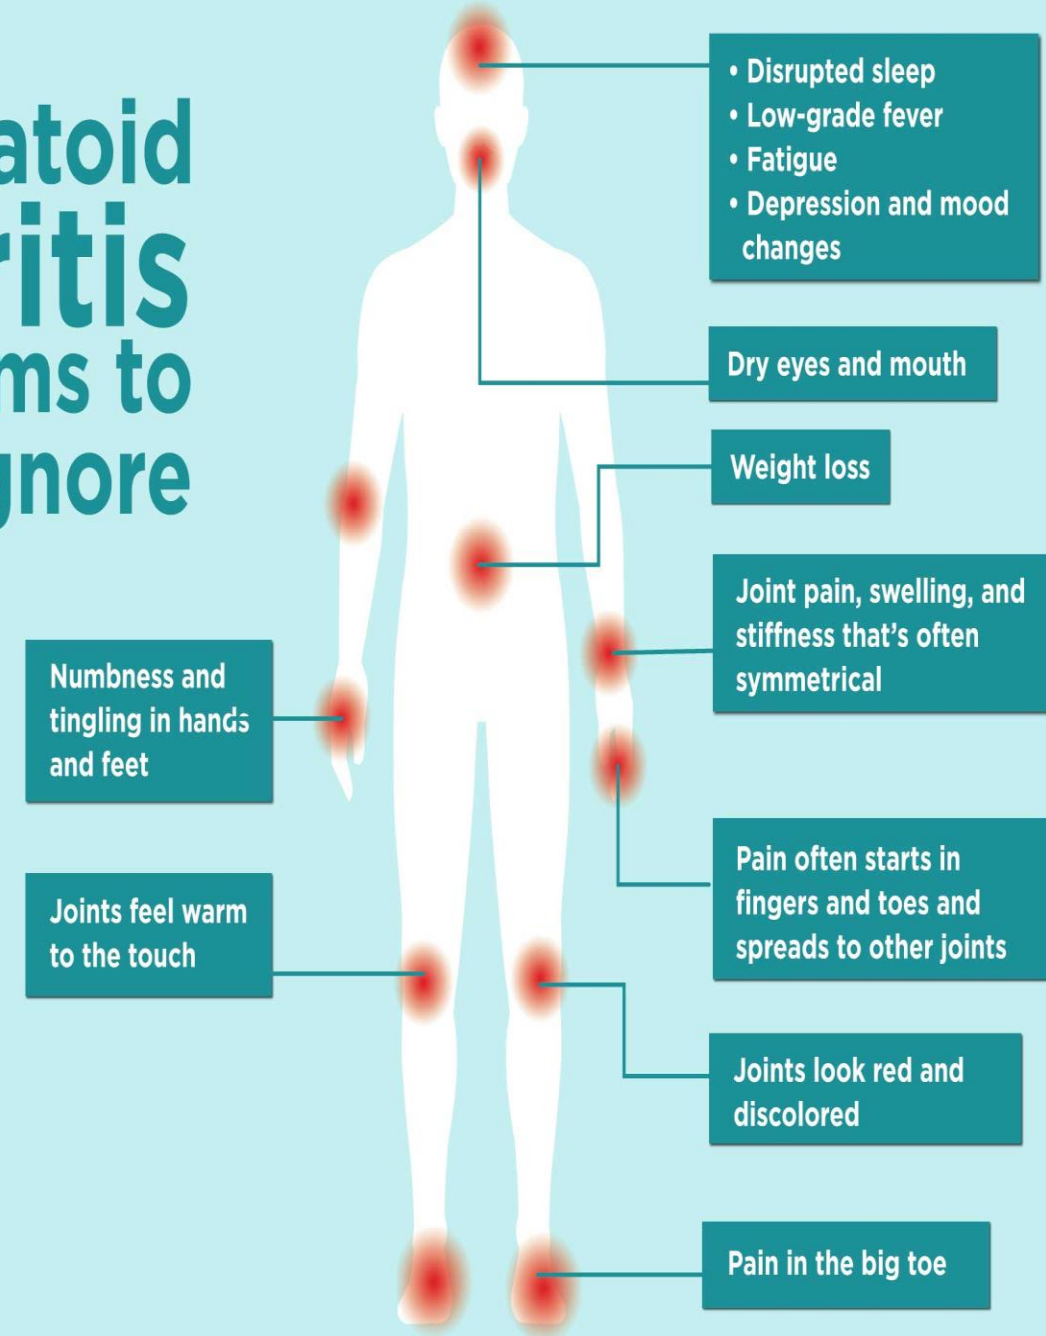 atoid
ritis
ms to
gnore
• Disrupted sleep
• Low-grade fever
• Fatigue
• Depression and mood
changes
Dry eyes and mouth
Weight loss
Joint pain, swelling, and
stiffness that's often
symmetrical
Numbness and
tingling in hands
and feet
Pain often starts in
fingers and toes and
spreads to other joints
Joints feel warm
to the touch
Joints look red and
discolored
Pain in the big toe